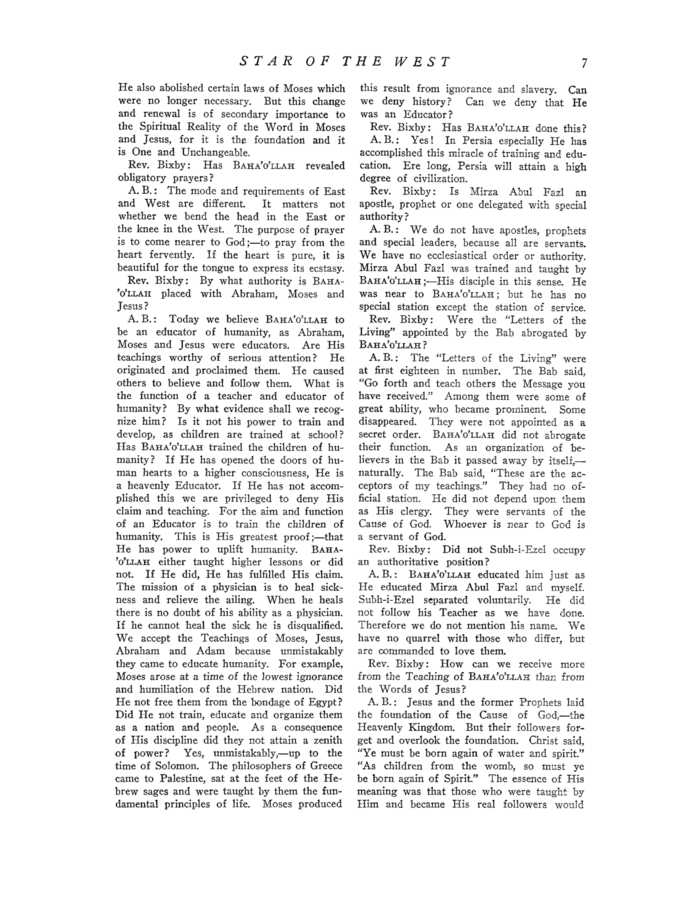 STAR OF THE WEST 7
He also abolished certain laws of Moses which
were no longer necessary. But this change
and renewal is of secondary importance to
the Spiritual Reality of the Word in Moses
and Jesus, for it is the foundation and it
is One and Unchangeable.
Rev. Bixby: Has BAHA'O'LLAH revealed
obligatory prayers?
A. B.: The mode and requirements of East
and West are different. It matters not
whether we bend the head in the East or
the knee in the West. The purpose of prayer
is to come nearer to God;—to pray from the
heart fervently. If the heart is pure, it is
beautiful for the tongue to express its ecstasy.
Rev. Bixby: By what authority is BAHA-
'O'LLAH placed with Abraham, Moses and
Jesus?
A. B.: Today we believe BAHA'O'LLAH to
be an educator of humanity, as Abraham,
Moses and Jesus were educators. Are His
teachings worthy of serious attention? He
originated and proclaimed them. He caused
others to believe and follow them. What is
the function of a teacher and educator of
humanity? By what evidence shall we recog-
nize him? Is it not his power to train and
develop, as children are trained at school?
Has BAHA'O'LLAH trained the children of hu-
manity? If He has opened the doors of hu-
man hearts to a higher consciousness, He is
a heavenly Educator. If He has not accom-
plished this we are privileged to deny His
claim and teaching. For the aim and function
of an Educator is to train the children of
humanity. This is His greatest proof;—that
He has power to uplift humanity. BAHA-
'O'LLAH either taught higher lessons or did
not. If He did, He has fulfilled His claim.
The mission of a physician is to heal sick-
ness and relieve the ailing. When he heals
there is no doubt of his ability as a physician.
If he cannot heal the sick he is disqualified.
We accept the Teachings of Moses, Jesus,
Abraham and Adam because unmistakably
they came to educate humanity. For example,
Moses arose at a time of the lowest ignorance
and humiliation of the Hebrew nation. Did
He not free them from the bondage of Egypt?
Did He not train, educate and organize them
as a nation and people. As a consequence
of His discipline did they not attain a zenith
of power? Yes, unmistakably,—up to the
time of Solomon. The philosophers of Greece
came to Palestine, sat at the feet of the He-
brew sages and were taught by them the fun-
damental principles of life. Moses produced
this result from ignorance and slavery. Can
we deny history? Can we deny that He
was an Educator?
Rev. Bixby: Has BAHA'O'LLAH done this?
A. B.: Yes! In Persia especially He has
accomplished this miracle of training and edu-
cation. Ere long, Persia will attain a high
degree of civilization.
Rev. Bixby: Is Mirza Abul Fazl an
apostle, prophet or one delegated with special
authority?
A. B.: We do not have apostles, prophets
and special leaders, because all are servants.
We have no ecclesiastical order or authority.
Mirza Abul Fazl was trained and taught by
BAHA'O'LLAH;—His disciple in this sense. He
was near to BAHA'O'LLAH; but he has no
special station except the station of service.
Rev. Bixby: Were the "Letters of the
Living" appointed by the Bab abrogated by
BAHA'O'LLAH?
A. B.: The "Letters of the Living" were
at first eighteen in number. The Bab said,
"Go forth and teach others the Message you
have received." Among them were some of
great ability, who became prominent. Some
disappeared. They were not appointed as a
secret order. BAHA'O'LLAH did not abrogate
their function. As an organization of be-
lievers in the Bab it passed away by itself,—
naturally. The Bab said, "These are the ac-
ceptors of my teachings." They had no of-
ficial station. He did not depend upon them
as His clergy. They were servants of the
Cause of God. Whoever is near to God is
a servant of God.
Rev. Bixby: Did not Subh-i-Ezel occupy
an authoritative position?
A. B.: BAHA'O'LLAH educated him just as
He educated Mirza Abul Fazl and myself.
Subh-i-Ezel separated voluntarily. He did
not follow his Teacher as we have done.
Therefore we do not mention his name. We
have no quarrel with those who differ, but
are commanded to love them.
Rev. Bixby: How can we receive more
from the Teaching of BAHA'O'LLAH than from
the Words of Jesus?
A. B.: Jesus and the former Prophets laid
the foundation of the Cause of God,—the
Heavenly Kingdom. But their followers for-
get and overlook the foundation. Christ said,
"Ye must be born again of water and spirit."
"As children from the womb, so must ye
be born again of Spirit." The essence of His
meaning was that those who were taught by
Him and became His real followers would